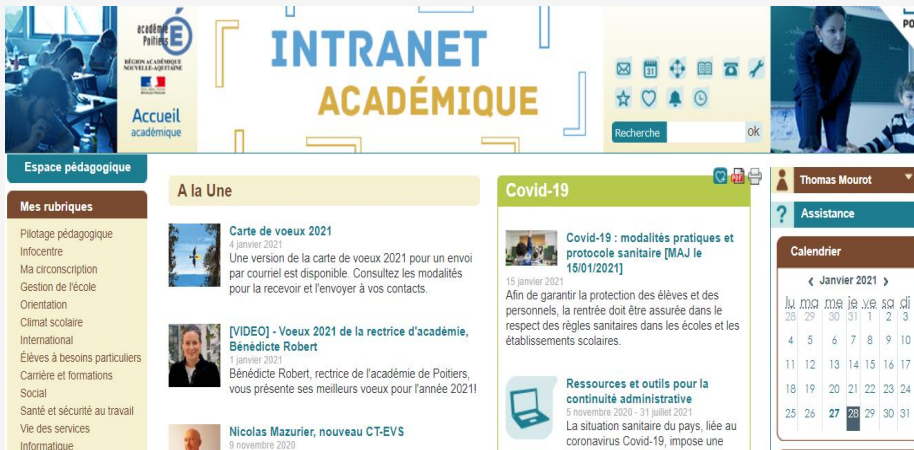 académie
Poitiers
RÉGION ACADÉMIQUE
NOUVELLE-AQUITAINE
Accueil
académique
INTRANET
ACADÉMIQUE
31
Recherche
ok
PO
Espace pédagogique
Mes rubriques
Pilotage pédagogique
Infocentre
Ma circonscription
Gestion de l'école
Orientation
Climat scolaire
International
Élèves à besoins particuliers
Carrière et formations
Social
Santé et sécurité au travail
Vie des services
Informatique
A la Une
Carte de voeux 2021
4 janvier 2021
Une version de la carte de voeux 2021 pour un envoi
par courriel est disponible. Consultez les modalités
pour la recevoir et l'envoyer à vos contacts.
[VIDEO] - Voeux 2021 de la rectrice d'académie,
Bénédicte Robert
1 janvier 2021
Bénédicte Robert, rectrice de l'académie de Poitiers,
vous présente ses meilleurs voeux pour l'année 2021!
Nicolas Mazurier, nouveau CT-EVS
9 novembre 2020
Covid-19
PDF
Covid-19 : modalités pratiques et
protocole sanitaire [MAJ le
15/01/2021]
15 janvier 2021
Afin de garantir la protection des élèves et des
personnels, la rentrée doit être assurée dans le
respect des règles sanitaires dans les écoles et les
établissements scolaires.
Ressources et outils pour la
continuité administrative
5 novembre 2020 - 31 juillet 2021
La situation sanitaire du pays, liée au
coronavirus Covid-19, impose une
Thomas Mourot
? Assistance
Calendrier
‹ Janvier 2021 ›
lu ma me je ve sa di
28 29 30 31 1 2 3
4 5 6 7 8 9 10
11 12 13 14 15 16 17
18 19 20 21 22 23 24
25 26 27 28 29 30 31